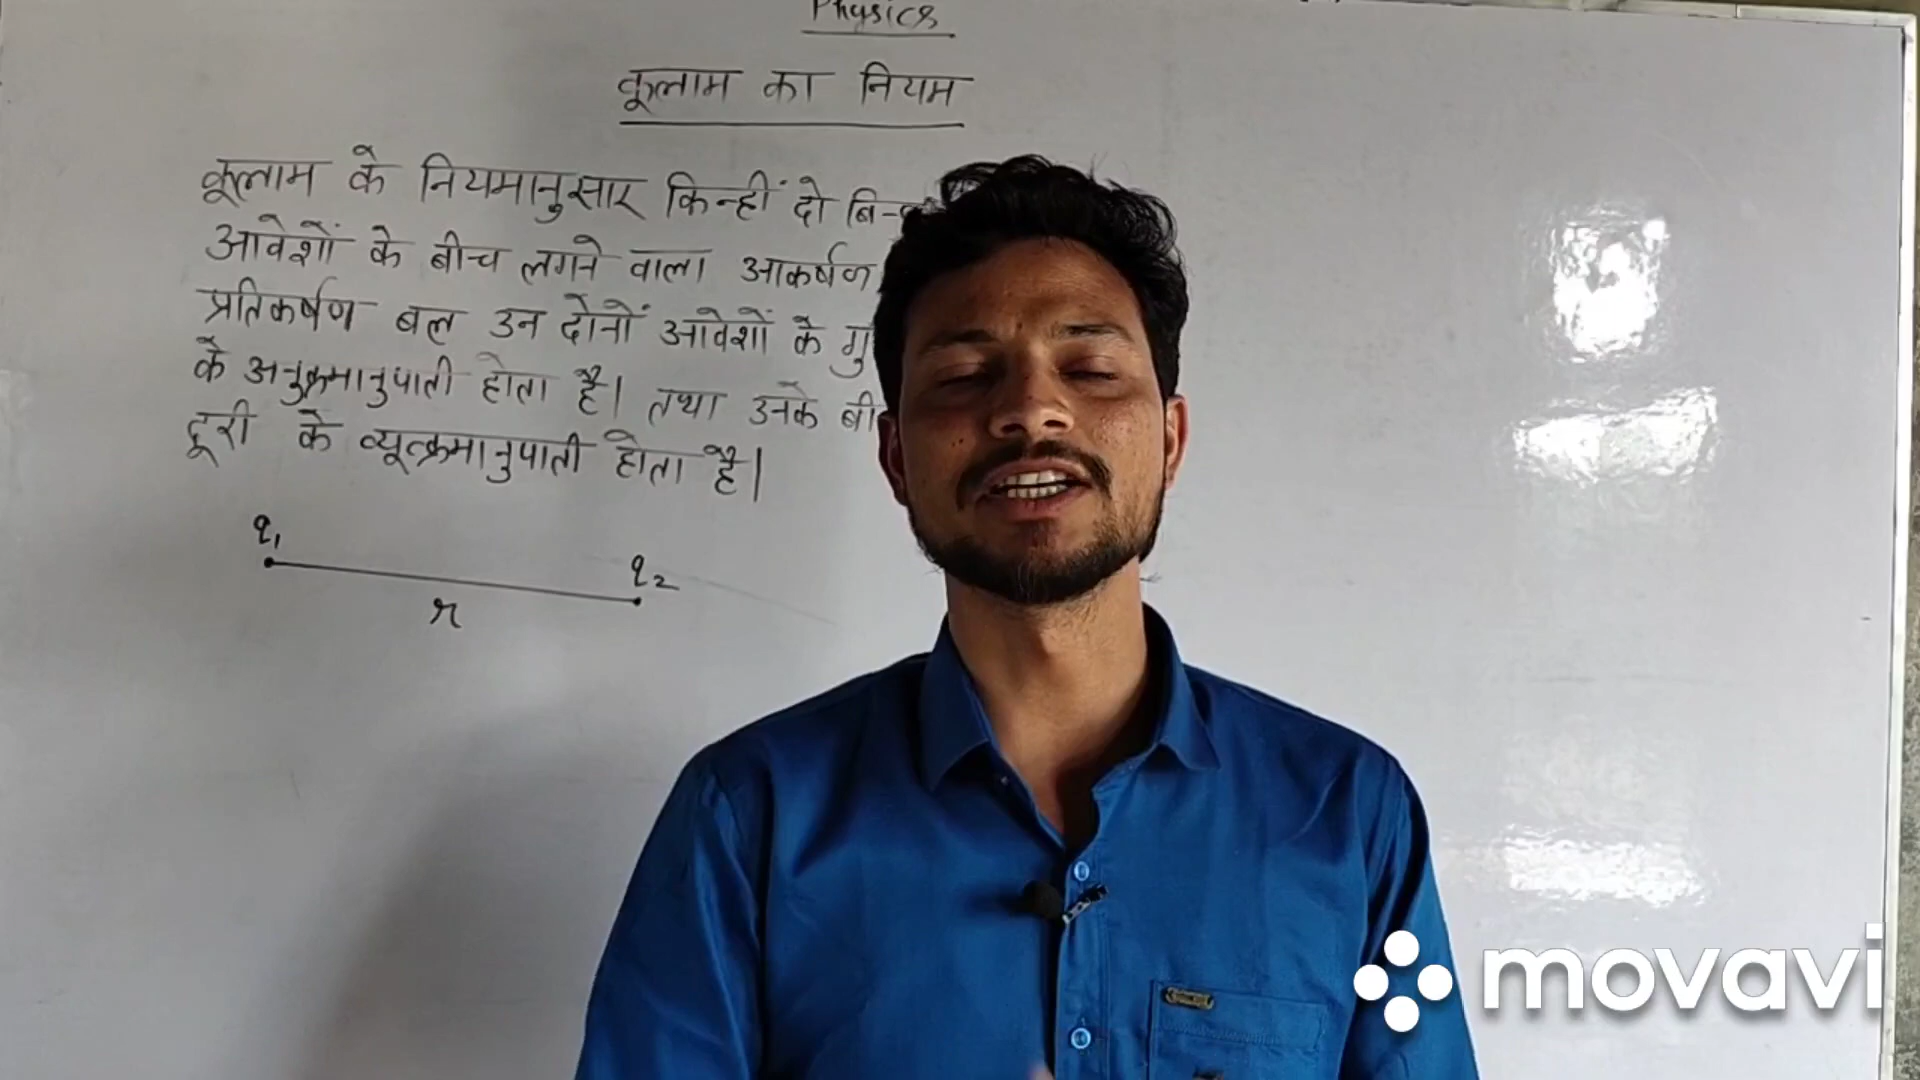 Physics
कूलाम का नियम
कूलाम के नियमानुसार किन्हीं दो
आवेशों के बीच लगने वाला आकर्षण
प्रतिकर्षण बल उन दोनों आवेशों के
के अनुक्रमानुपाती होता है। तथा उनके
दूरी के व्यूत्क्रमानुपाती होता है।
q₁
q₂
r
movavi